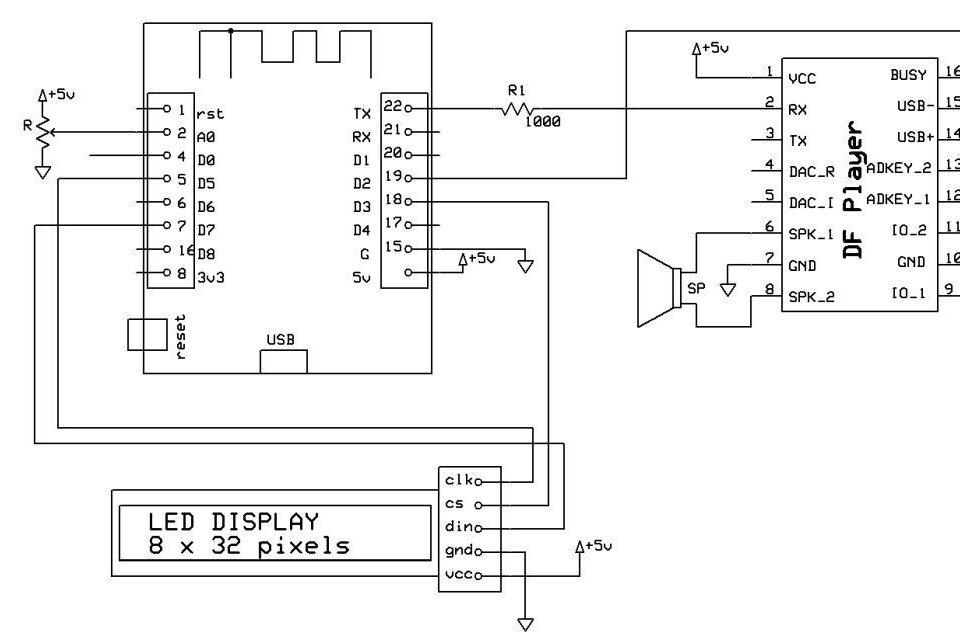 +5v
R
1 rst
2 A0
4 D0
5 D5
6 D6
7 D7
16 D8
8 3v3
TX 22
RX 21
D1 20
D2 19
D3 18
D4 17
G 15
5v
+5v
reset
USB
R1
1000
+5v
1 VCC
2 RX
3 TX
4 DAC_R
5 DAC_I
6 SPK_1
7 GND
8 SPK_2
DF Player
BUSY 16
USB- 15
USB+ 14
ADKEY_2 13
ADKEY_1 12
IO_2 11
GND 10
IO_1 9
SP
LED DISPLAY
8 x 32 pixels
clk
cs
din
gnd
vcc
+5v